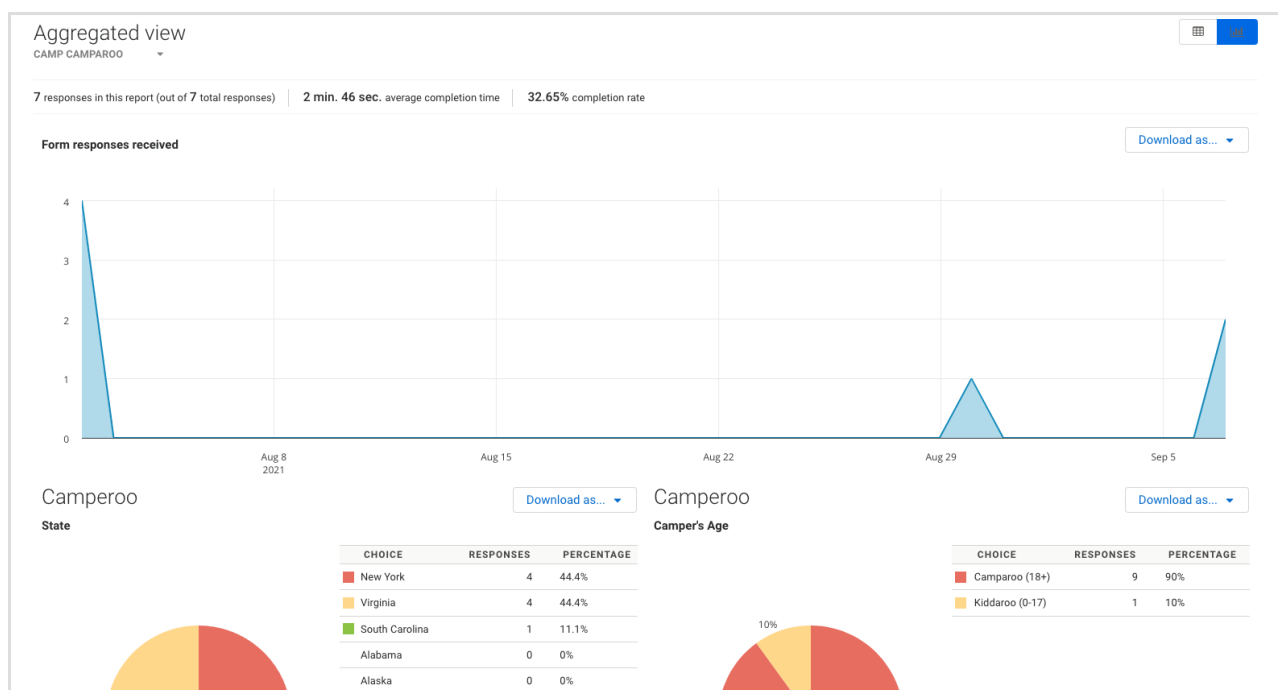 Aggregated view
CAMP CAMPAROO
7 responses in this report (out of 7 total responses) 2 min. 46 sec. average completion time 32.65% completion rate
Form responses received
Download as...
4
3
2
1
0
Aug 8
2021
Aug 15
Aug 22
Aug 29
Sep 5
Camperoo
Download as...
State
CHOICE RESPONSES PERCENTAGE
New York 4 44.4%
Virginia 4 44.4%
South Carolina 1 11.1%
Alabama 0 0%
Alaska 0 0%
Camperoo
Download as...
Camper's Age
CHOICE RESPONSES PERCENTAGE
Camparoo (18+) 9 90%
Kiddaroo (0-17) 1 10%
10%